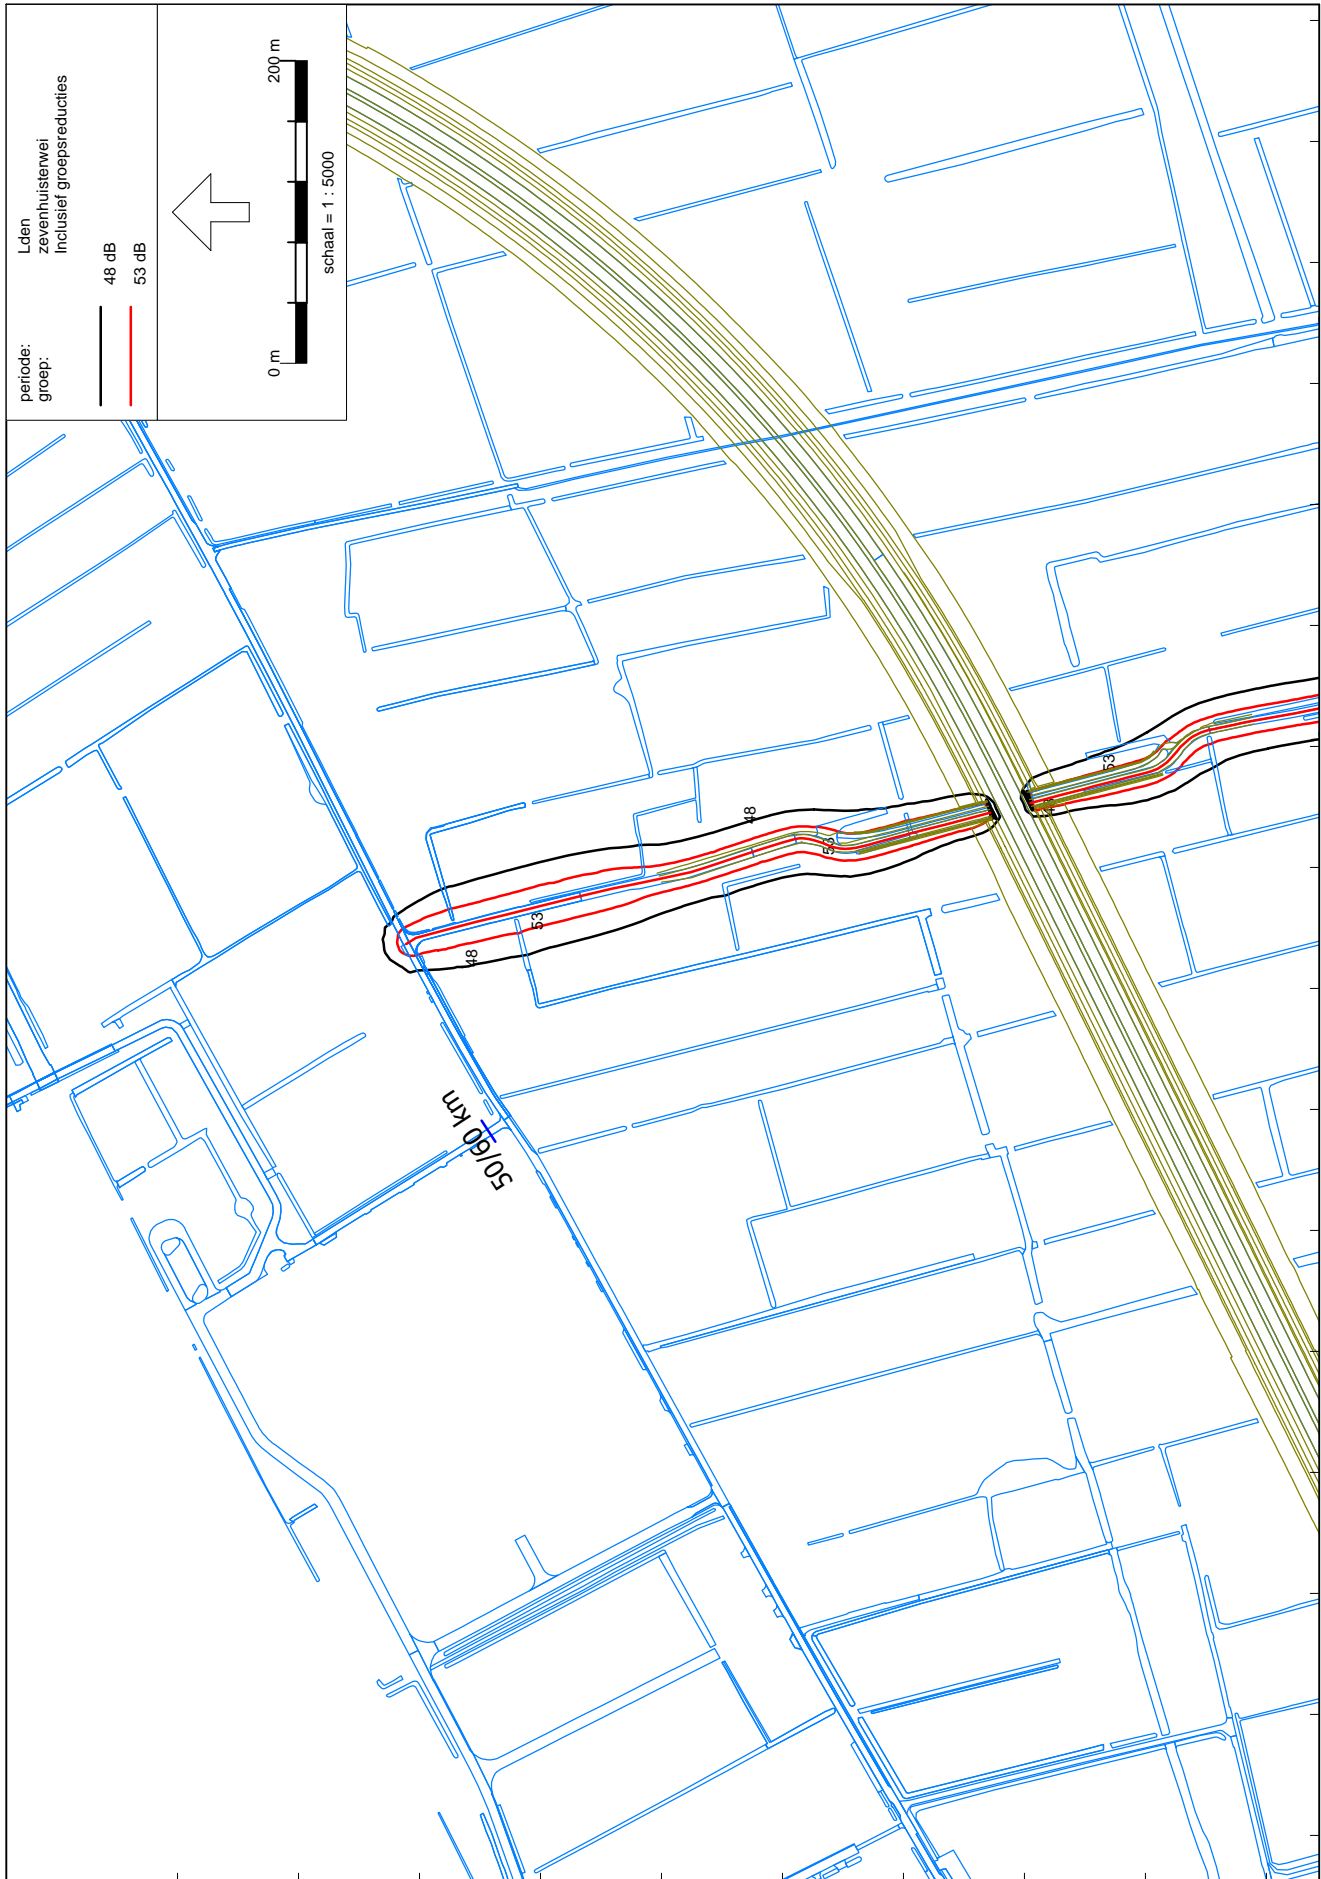 periode: Lden
groep: zevenhuisterwei
Inclusief groepsreducties
48 dB
53 dB
0 m 200 m
schaal = 1 : 5000
48
53
53
48
50/60 km
53